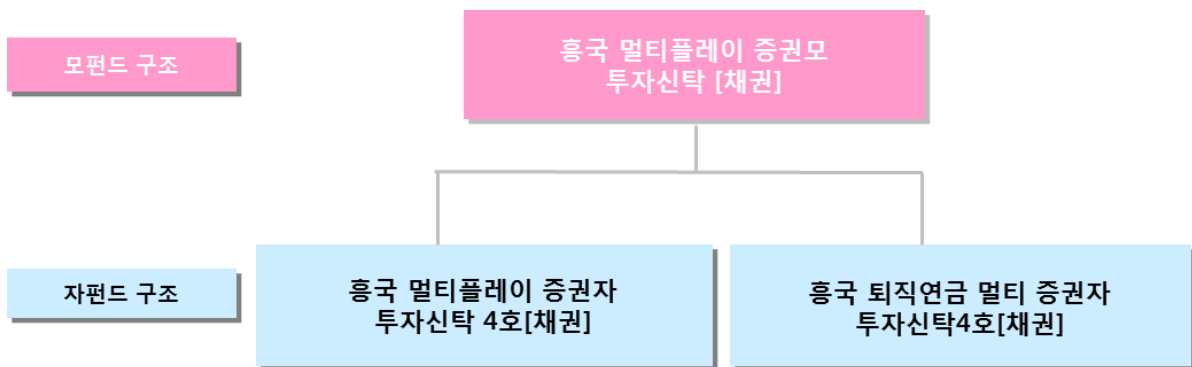 모펀드 구조
흥국 멀티플레이 증권모
투자신탁 [채권]
자펀드 구조
흥국 멀티플레이 증권자
투자신탁 4호[채권]
흥국 퇴직연금 멀티 증권자
투자신탁4호[채권]